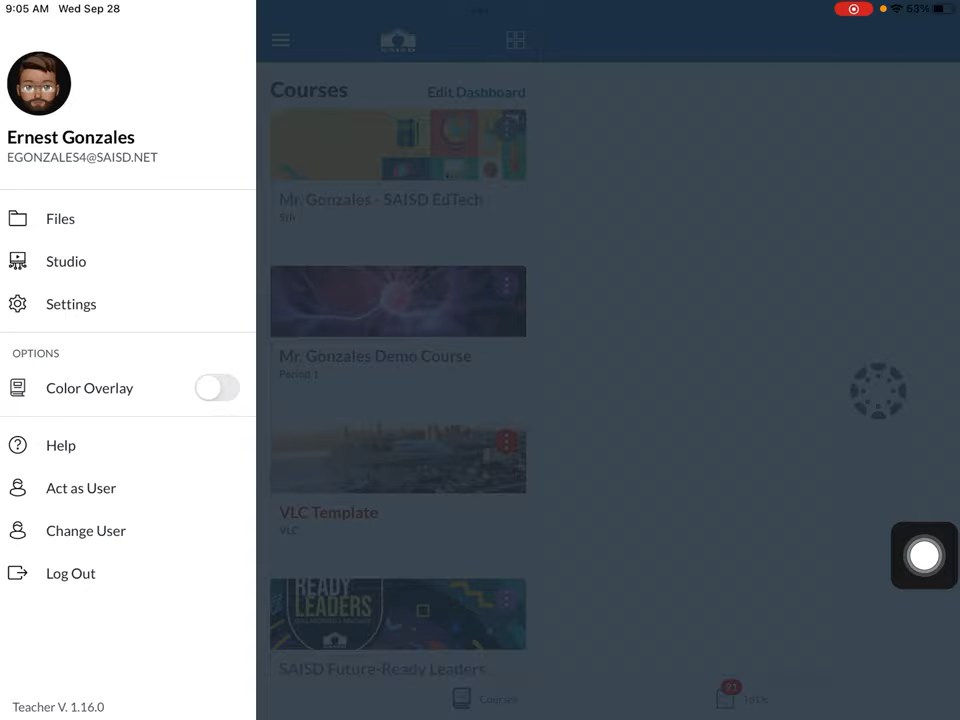 9:05 AM Wed Sep 28
53%
Ernest Gonzales
EGONZALES4@SAISD.NET
Files
Studio
Settings
OPTIONS
Color Overlay
Help
Act as User
Change User
Log Out
Teacher V. 1.16.0
SAISD
Courses
Edit Dashboard
Mr. Gonzales - SAISD EdTech
5th
Mr. Gonzales Demo Course
Period 1
VLC Template
VLC
READY
LEADERS
SAISD Future-Ready Leaders
Courses
91
To Do